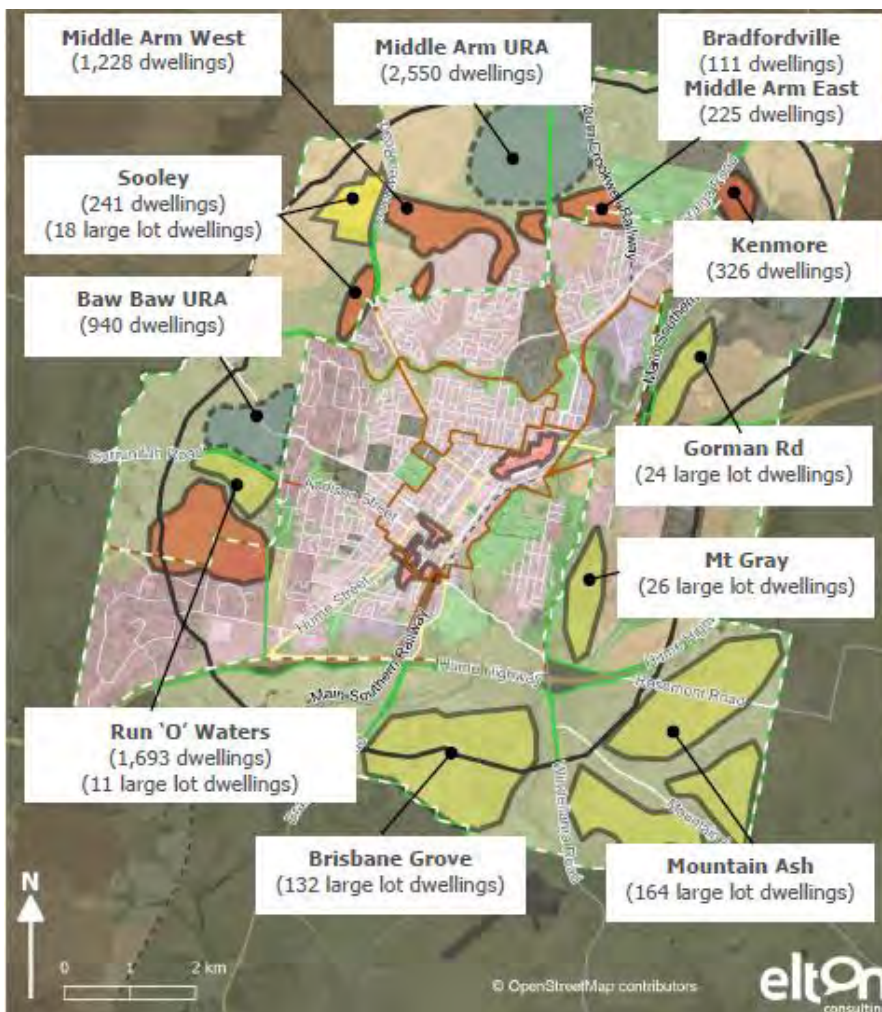 Middle Arm West
(1,228 dwellings)
Middle Arm URA
(2,550 dwellings)
Bradfordville
(111 dwellings)
Middle Arm East
(225 dwellings)
Sooley
(241 dwellings)
(18 large lot dwellings)
Kenmore
(326 dwellings)
Baw Baw URA
(940 dwellings)
Main Southern
Gorman Rd
(24 large lot dwellings)
Mt Gray
(26 large lot dwellings)
Hume Street
Main Southern Railway
Hume Highway
Run ‘O’ Waters
(1,693 dwellings)
(11 large lot dwellings)
Brisbane Grove
(132 large lot dwellings)
Mountain Ash
(164 large lot dwellings)
N
0 1 2 km
© OpenStreetMap contributors
elton
consulting